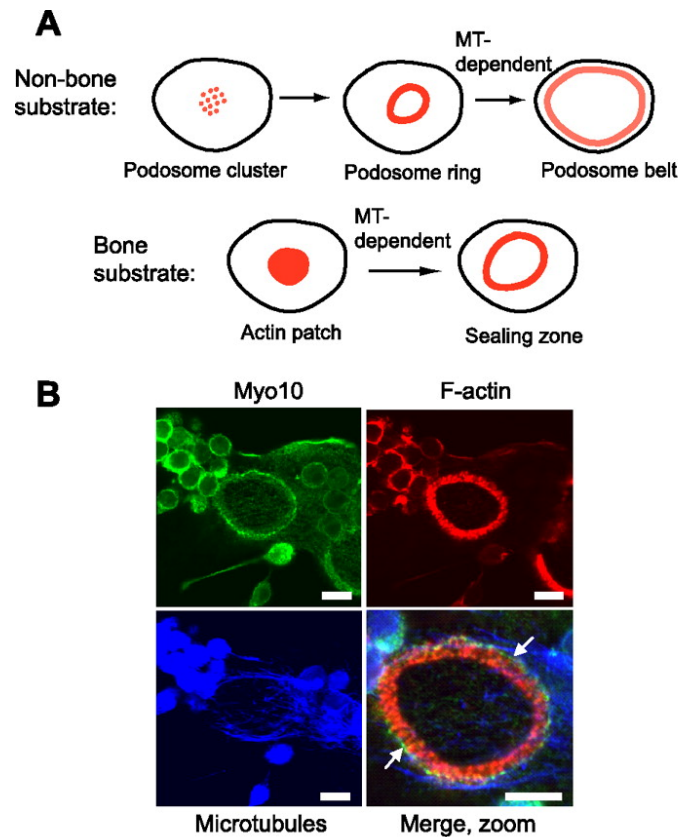 A
Non-bone
substrate:
MT-
dependent
Podosome cluster
Podosome ring
Podosome belt
Bone
substrate:
MT-
dependent
Actin patch
Sealing zone
B
Myo10
F-actin
Microtubules
Merge, zoom